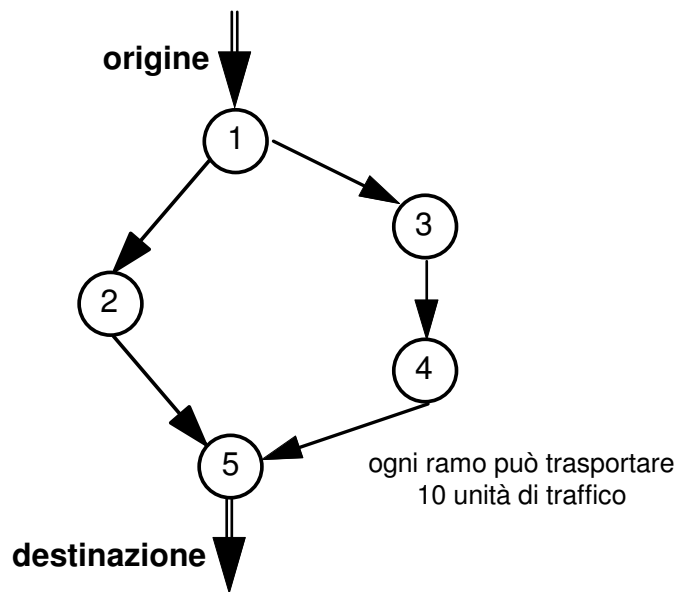 origine
1
3
2
4
5
ogni ramo può trasportare
10 unità di traffico
destinazione